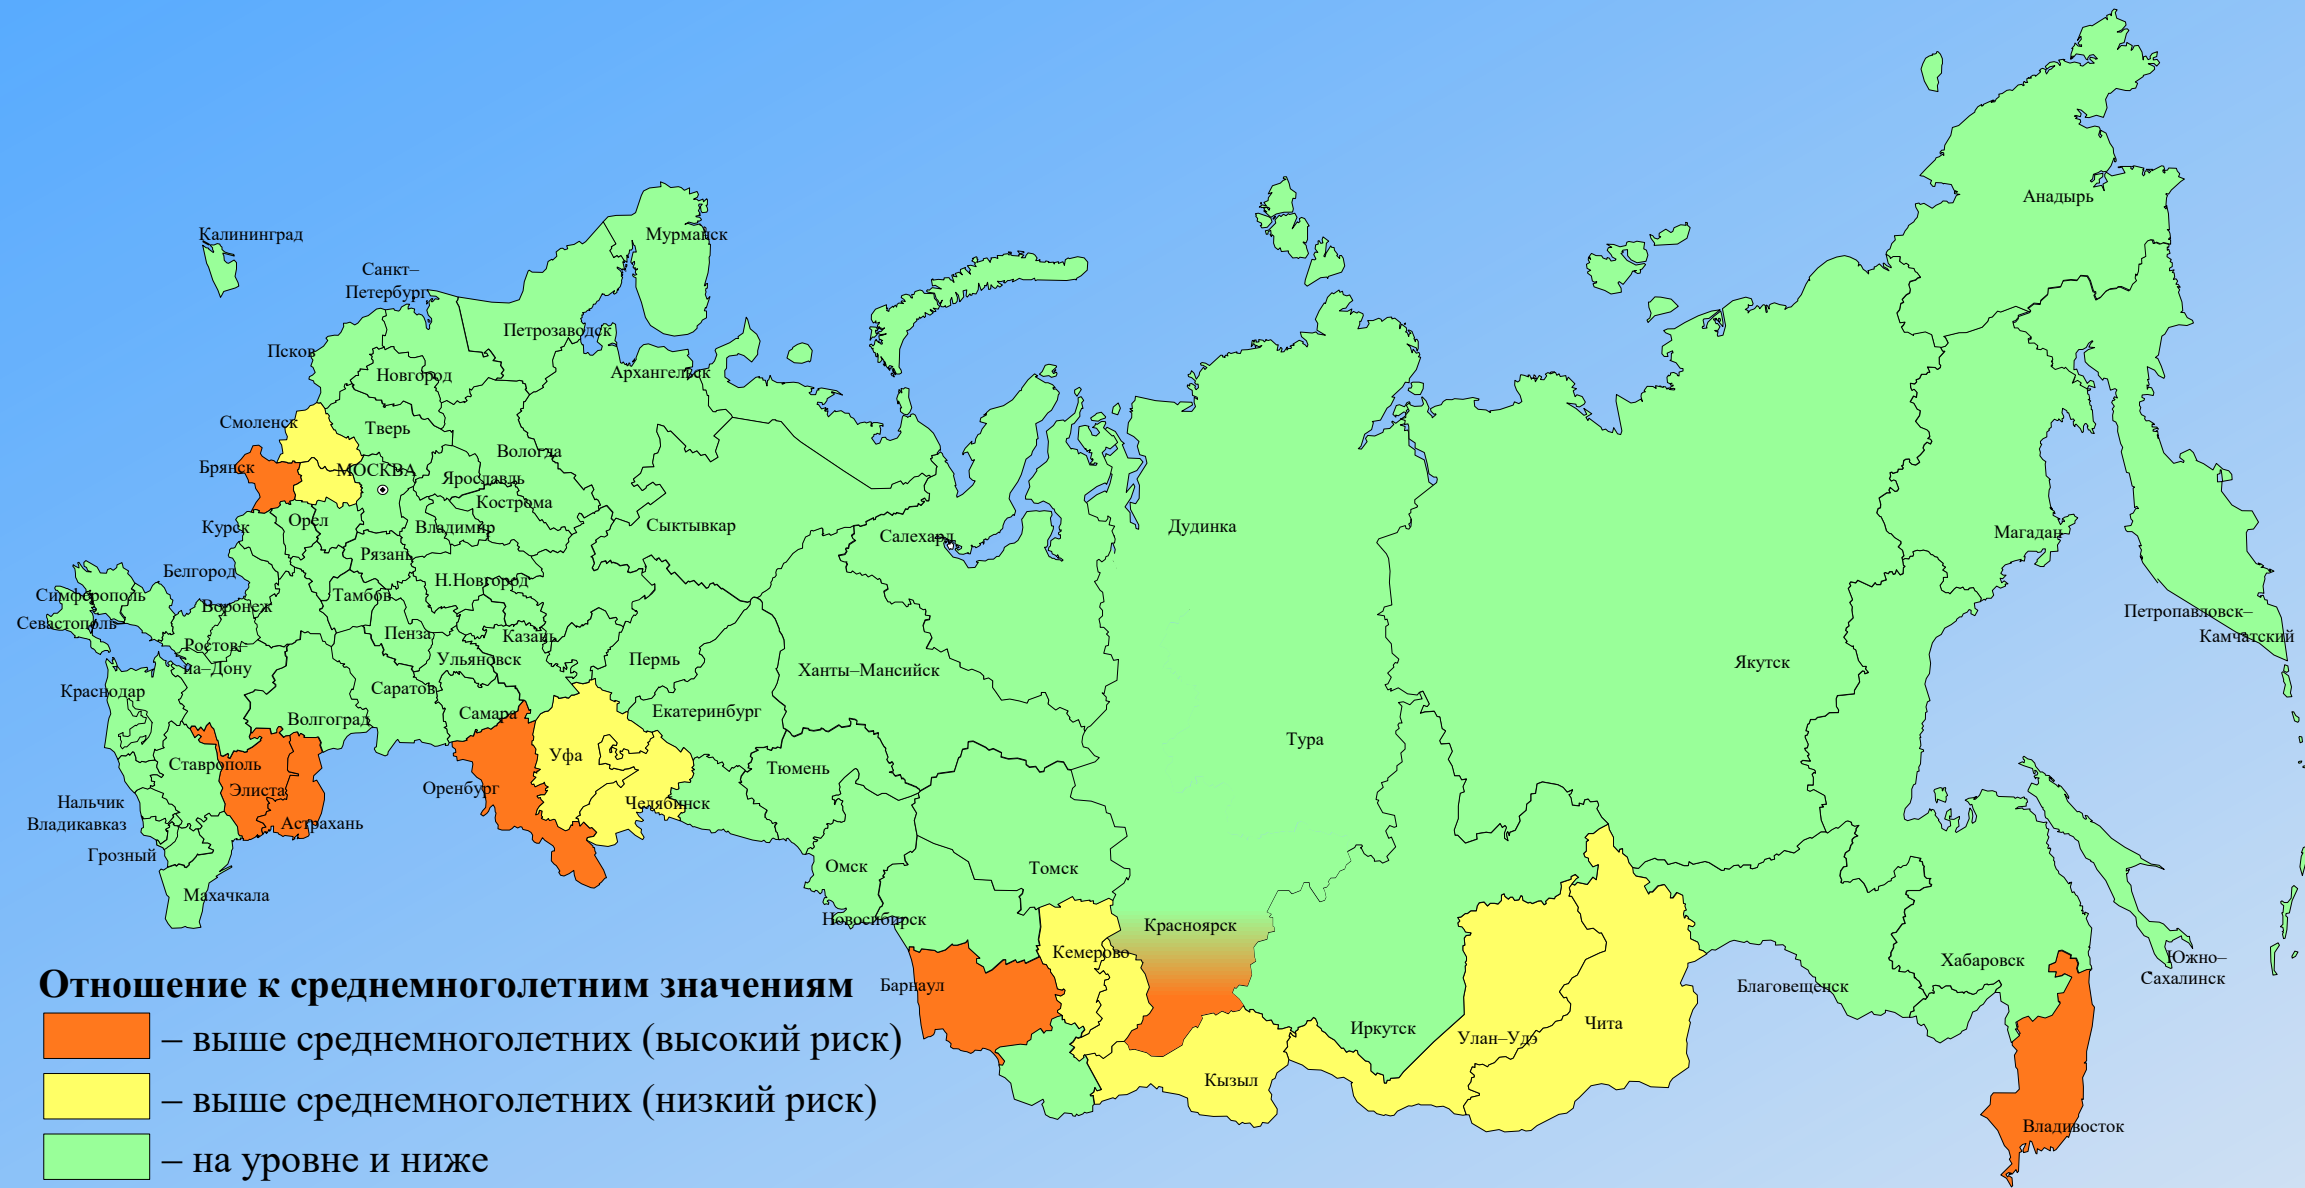 Анадырь
Калининград
Мурманск
Санкт–
Петербург
Петрозаводск
Псков
Новгород
Архангельск
Смоленск
Тверь
Вологда
Брянск
МОСКВА
Ярославль
Кострома
Курск
Орел
Владимир
Сыктывкар
Салехард
Дудинка
Магадан
Рязань
Белгород
Н.Новгород
Симферополь
Воронеж
Тамбов
Севастополь
Пенза
Казань
Петропавловск–
Камчатский
Ростов–
на–Дону
Ульяновск
Пермь
Ханты–Мансийск
Якутск
Краснодар
Саратов
Волгоград
Самара
Екатеринбург
Тура
Ставрополь
Уфа
Тюмень
Элиста
Оренбург
Челябинск
Нальчик
Владикавказ
Астрахань
Грозный
Омск
Томск
Махачкала
Новосибирск
Красноярск
Кемерово
Хабаровск
Южно–
Сахалинск
Барнаул
Благовещенск
Иркутск
Улан–Удэ
Чита
Кызыл
Владивосток
Отношение к среднемноголетним значениям
– выше среднемноголетних (высокий риск)
– выше среднемноголетних (низкий риск)
– на уровне и ниже